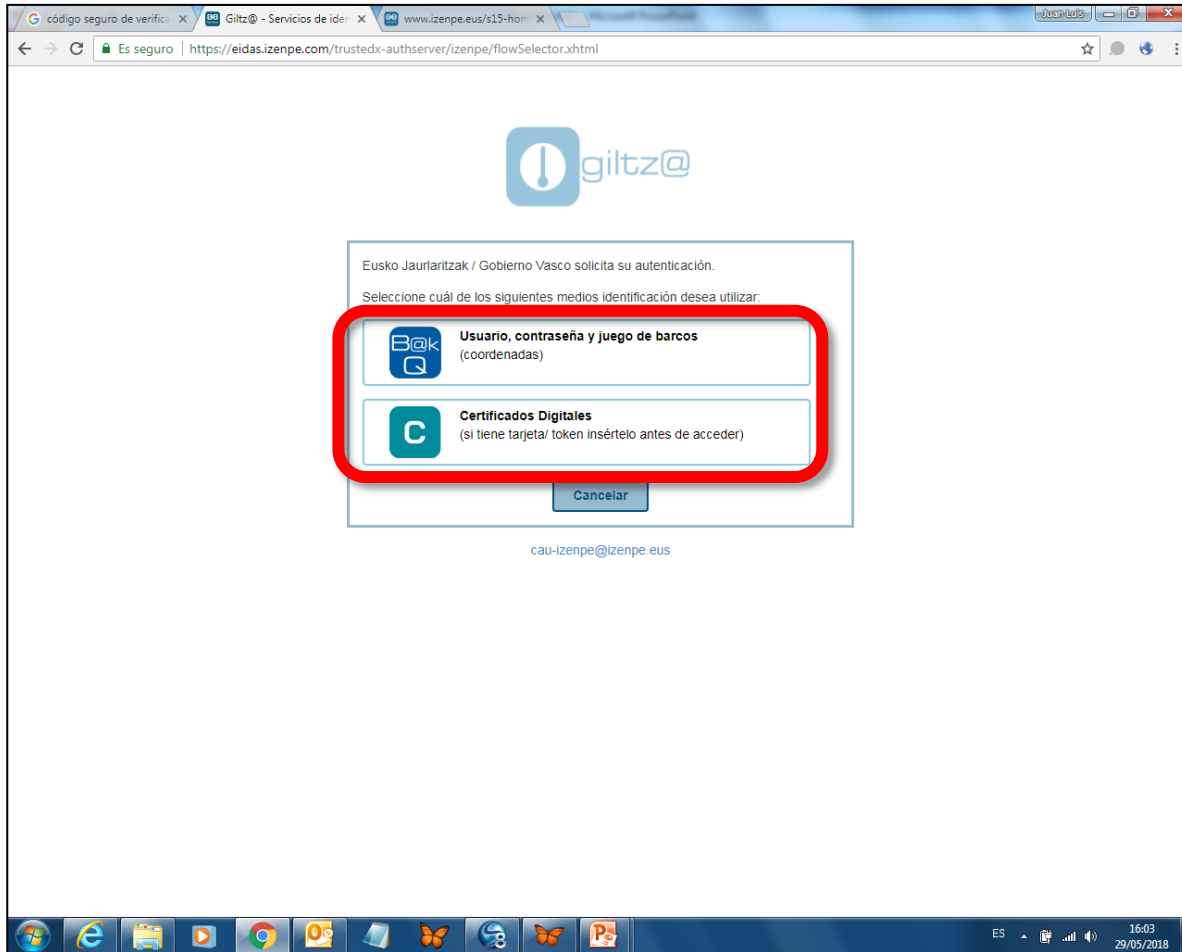 código seguro de verifica
Giltz@ - Servicios de iden
www.izenpe.eus/s15-hom
Juan Luis
Es seguro | https://eidas.izenpe.com/trustedx-authserver/izenpe/flowSelector.xhtml
giltz@
Eusko Jaurlaritzak / Gobierno Vasco solicita su autenticación.
Seleccione cuál de los siguientes medios identificación desea utilizar:
B@k
Q
Usuario, contraseña y juego de barcos
(coordenadas)
C
Certificados Digitales
(si tiene tarjeta/ token insértelo antes de acceder)
Cancelar
cau-izenpe@izenpe.eus
ES
16:03
29/05/2018